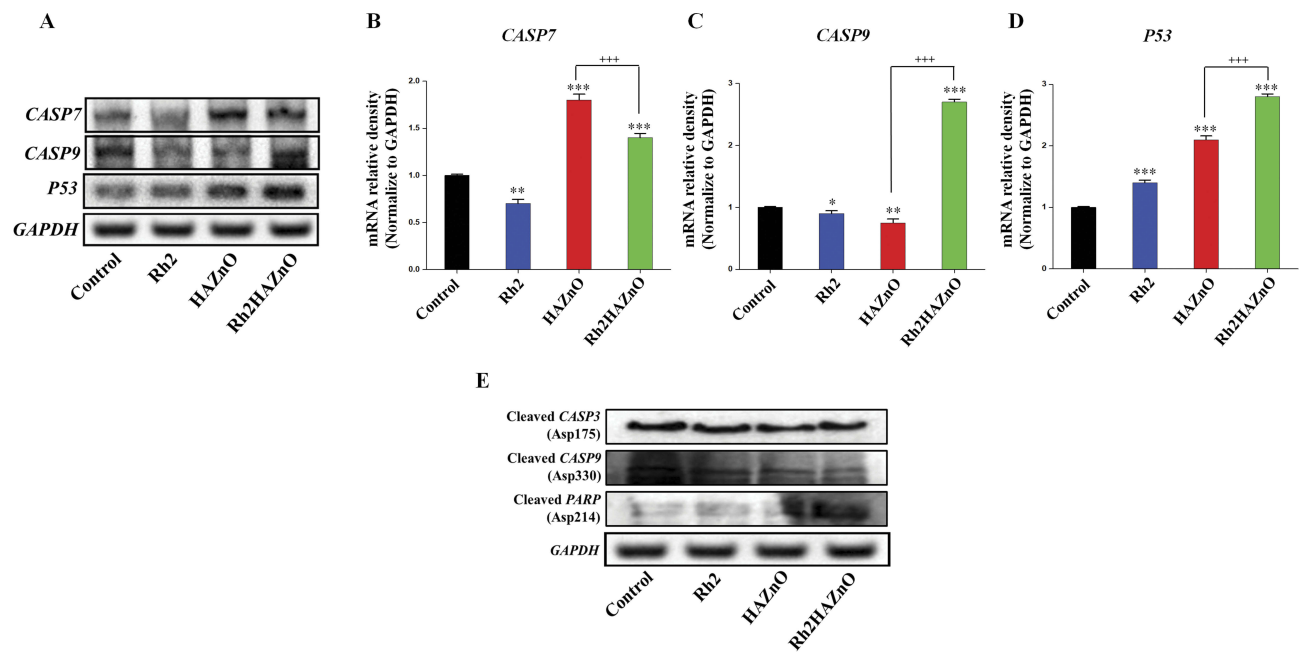 A
CASP7
CASP9
P53
GAPDH
Control
Rh2
HAZnO
Rh2HAZnO
B
CASP7
mRNA relative density
(Normalize to GAPDH)
2.0
1.5
1.0
0.5
0.0
**
***
***
+++
Control
Rh2
HAZnO
Rh2HAZnO
C
CASP9
mRNA relative density
(Normalize to GAPDH)
3
2
1
0
*
**
***
+++
Control
Rh2
HAZnO
Rh2HAZnO
D
P53
mRNA relative density
(Normalize to GAPDH)
3
2
1
0
***
***
***
+++
Control
Rh2
HAZnO
Rh2HAZnO
E
Cleaved CASP3
(Asp175)
Cleaved CASP9
(Asp330)
Cleaved PARP
(Asp214)
GAPDH
Control
Rh2
HAZnO
Rh2HAZnO